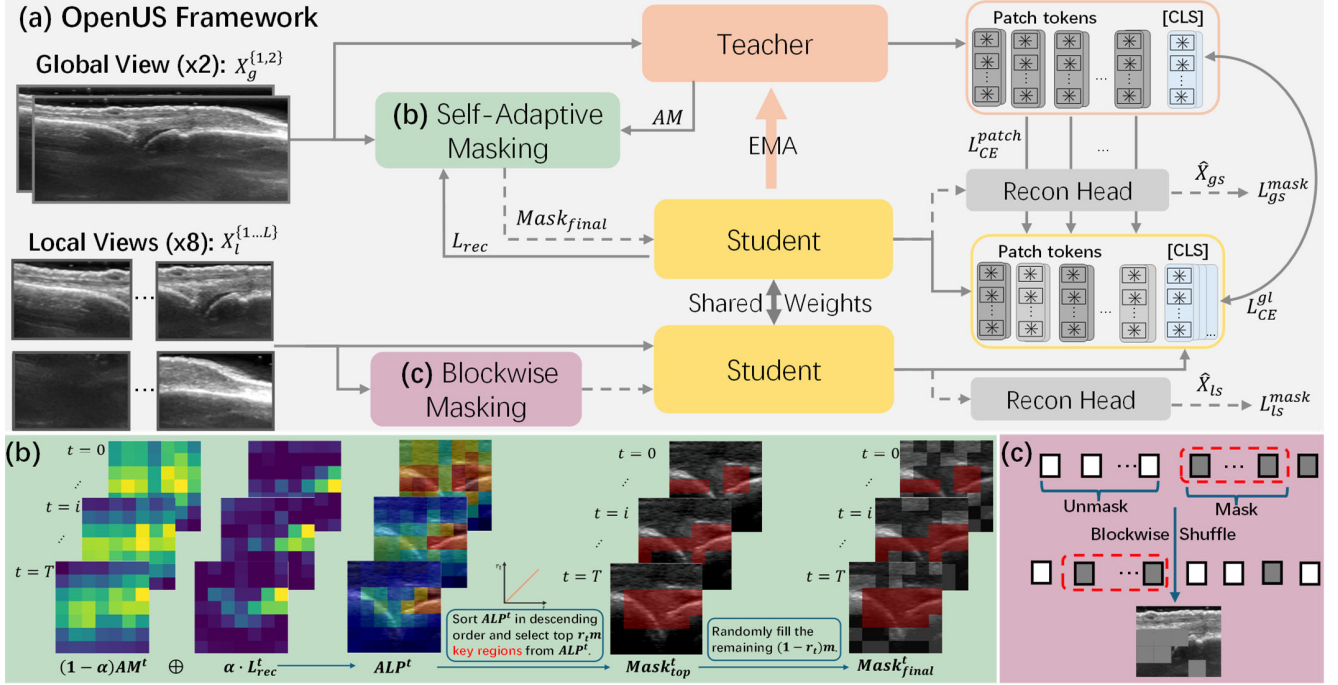 (a) OpenUS Framework
Global View (x2): X_g^{1,2}
Teacher
Patch tokens
[CLS]
(b) Self-Adaptive
Masking
AM
EMA
L_CE^patch
...
Recon Head
X̂_gs
L_gs^mask
Mask_final
L_rec
Local Views (x8): X_l^{1…L}
Student
Patch tokens
[CLS]
...
Shared Weights
L_CE^gl
(c) Blockwise
Masking
Student
Recon Head
X̂_ls
L_ls^mask
(b)
t = 0
t = i
t = T
r_t
t
Sort ALP^t in descending
order and select top r_t m
key regions from ALP^t.
t = 0
t = i
t = T
Randomly fill the
remaining (1 − r_t)m.
t = 0
t = i
t = T
(1 − α)AM^t ⊕ α · L_rec^t
ALP^t
Mask_top^t
Mask_final^t
(c)
Unmask
Mask
Blockwise Shuffle